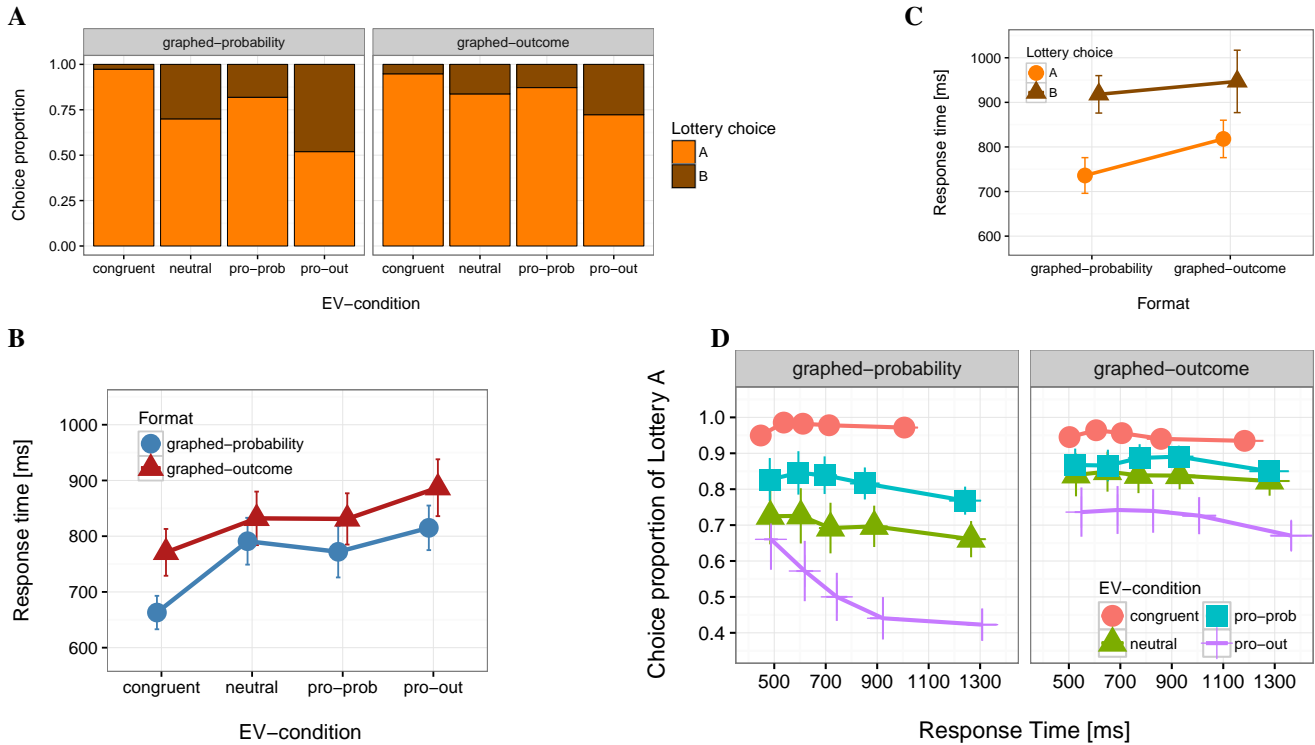 A
graphed−probability
graphed−outcome
1.00
0.75
0.50
0.25
0.00
Choice proportion
congruent
neutral
pro−prob
pro−out
congruent
neutral
pro−prob
pro−out
EV−condition
Lottery choice
A
B
C
1000
900
800
700
600
Response time [ms]
Lottery choice
A
B
graphed−probability
graphed−outcome
Format
B
1000
900
800
700
600
Response time [ms]
Format
graphed−probability
graphed−outcome
congruent
neutral
pro−prob
pro−out
EV−condition
D
graphed−probability
graphed−outcome
1.0
0.9
0.8
0.7
0.6
0.5
0.4
Choice proportion of Lottery A
EV−condition
congruent
pro−prob
neutral
pro−out
500
700
900
1100
1300
500
700
900
1100
1300
Response Time [ms]